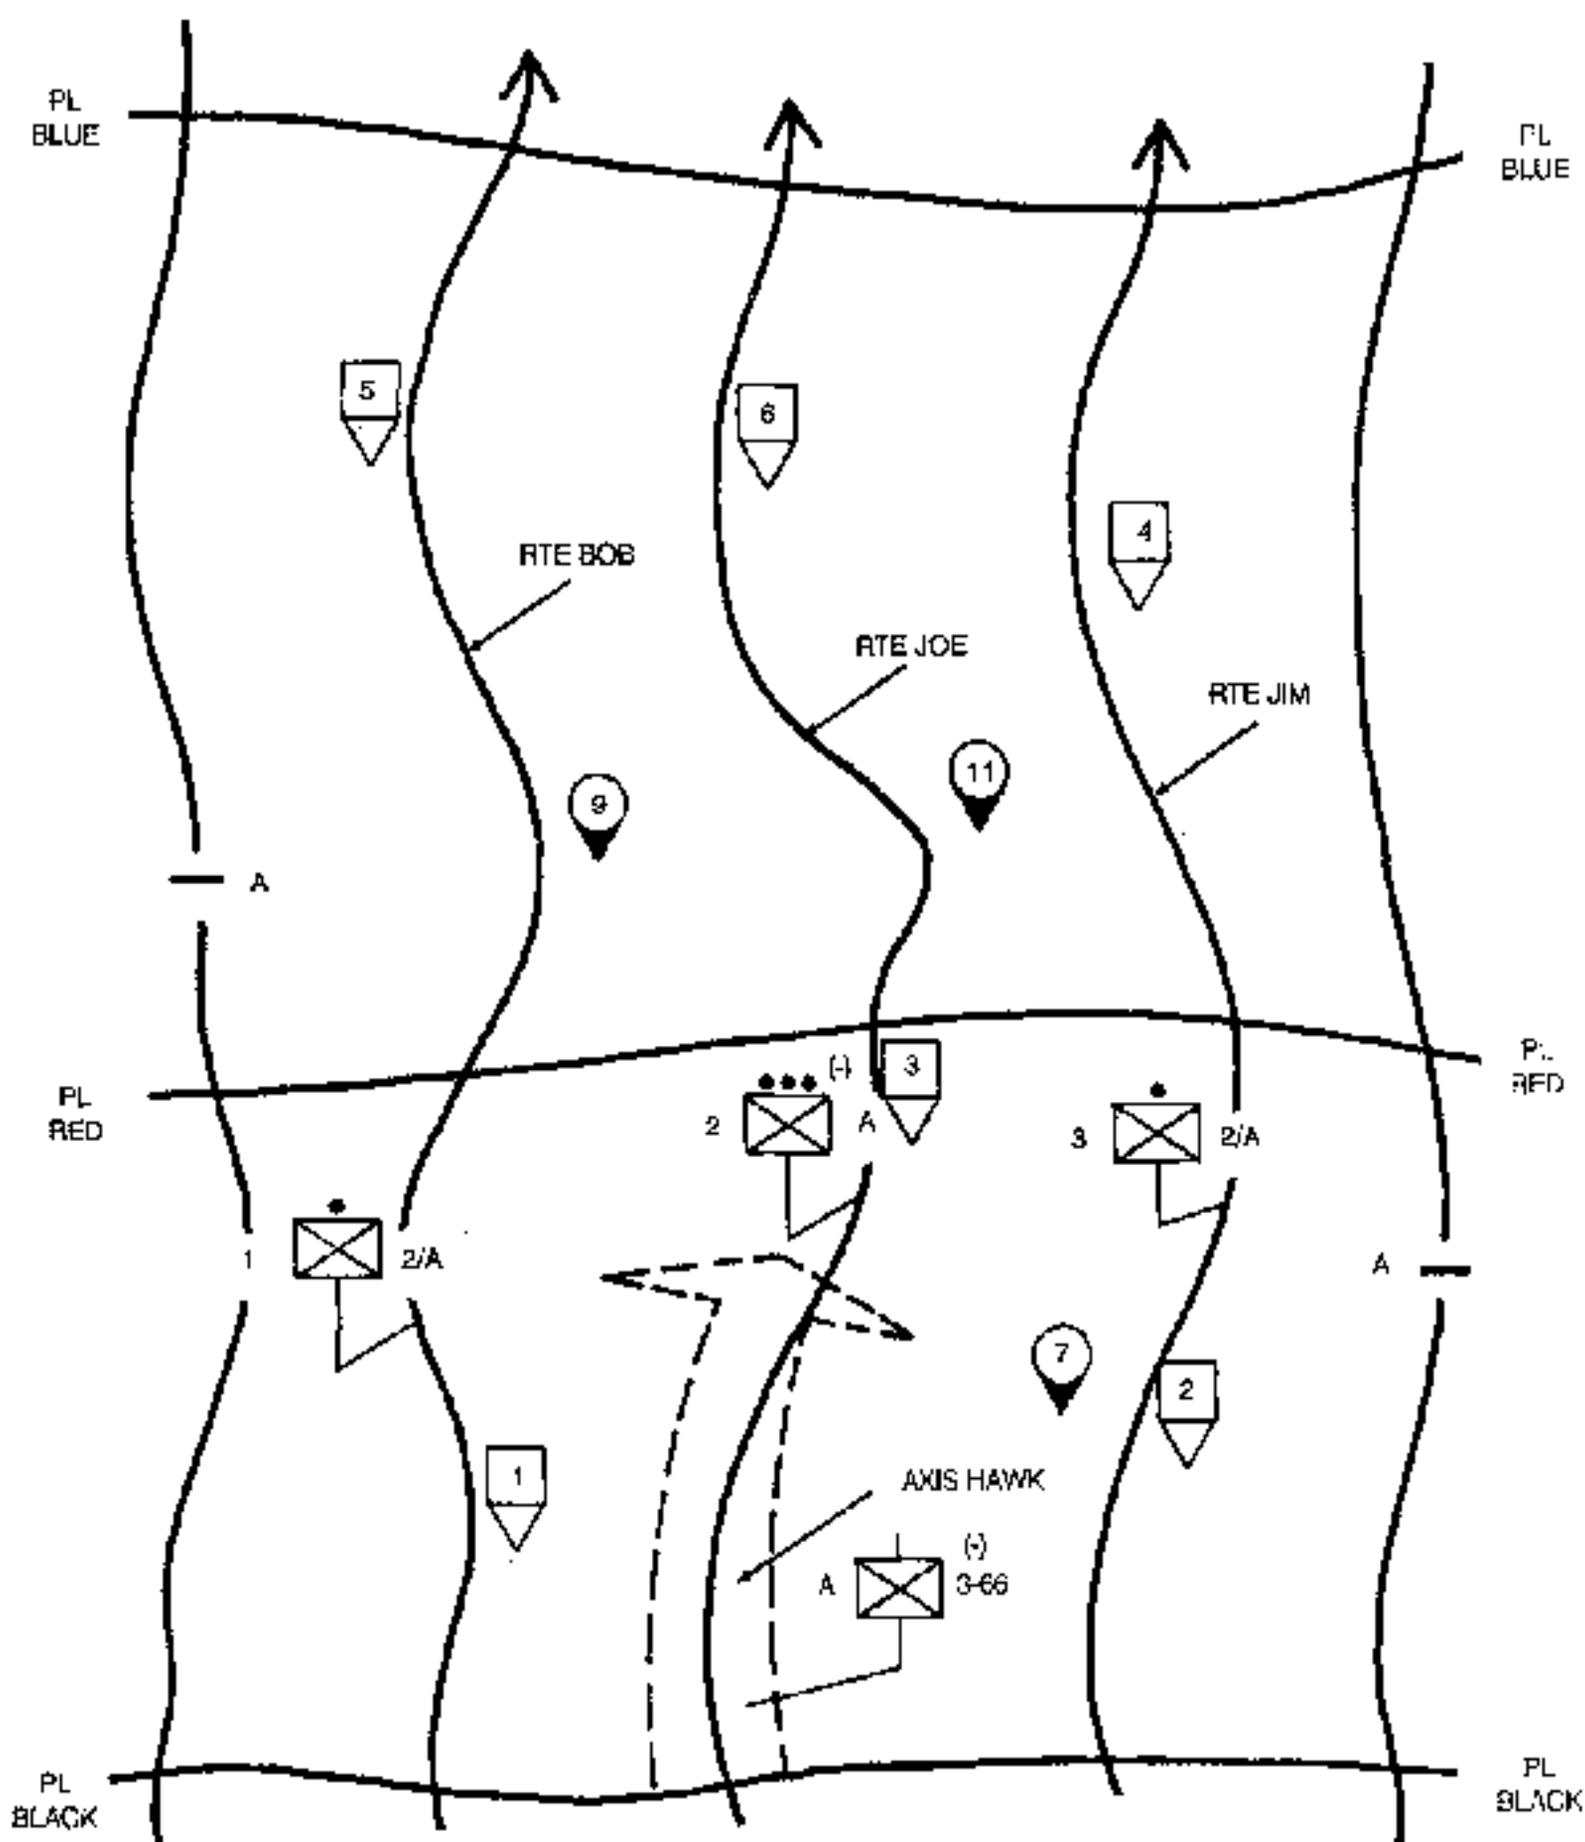 PL
BLUE
PL
BLUE
5
6
4
RTE BOB
RTE JOE
RTE JIM
11
9
A
PL
RED
(-)
3
2
A
3
2/A
PL
RED
1
2/A
A
7
2
1
AXIS HAWK
(-)
A
3-66
PL
BLACK
PL
BLACK